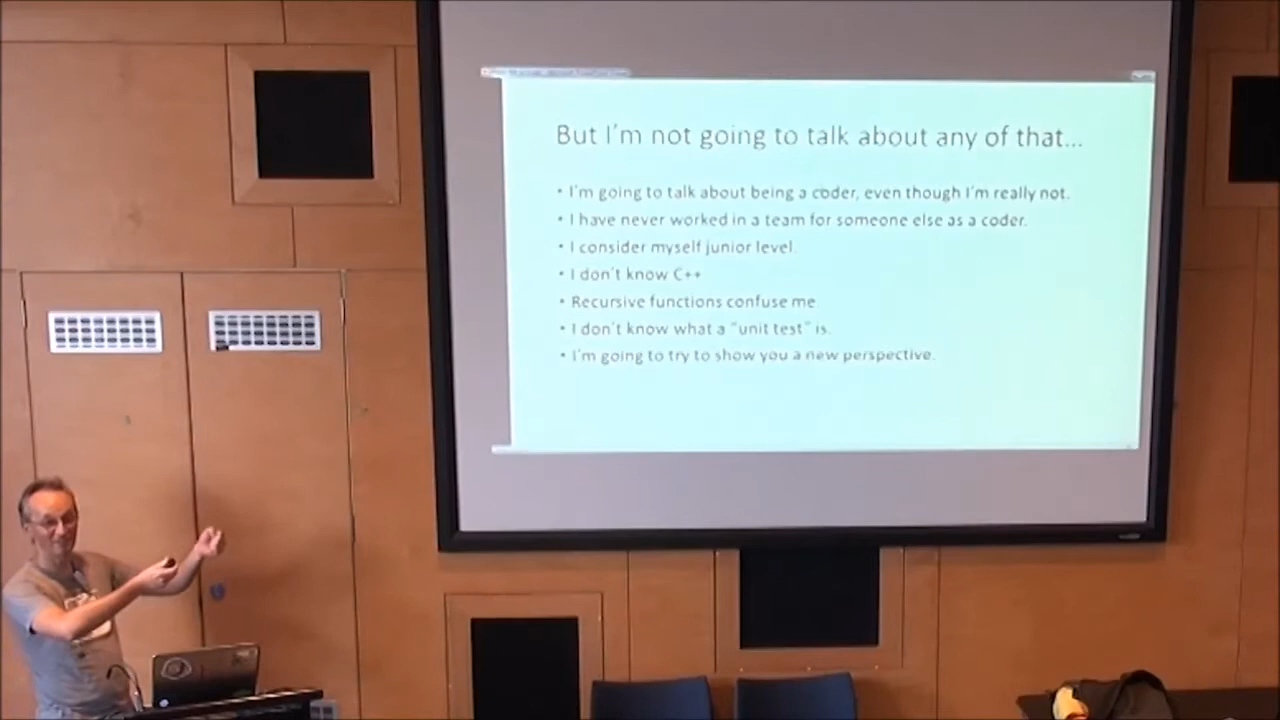 But I'm not going to talk about any of that...
• I'm going to talk about being a coder, even though I'm really not.
• I have never worked in a team for someone else as a coder.
• I consider myself junior level.
• I don't know C++
• Recursive functions confuse me
• I don't know what a "unit test" is.
• I'm going to try to show you a new perspective.